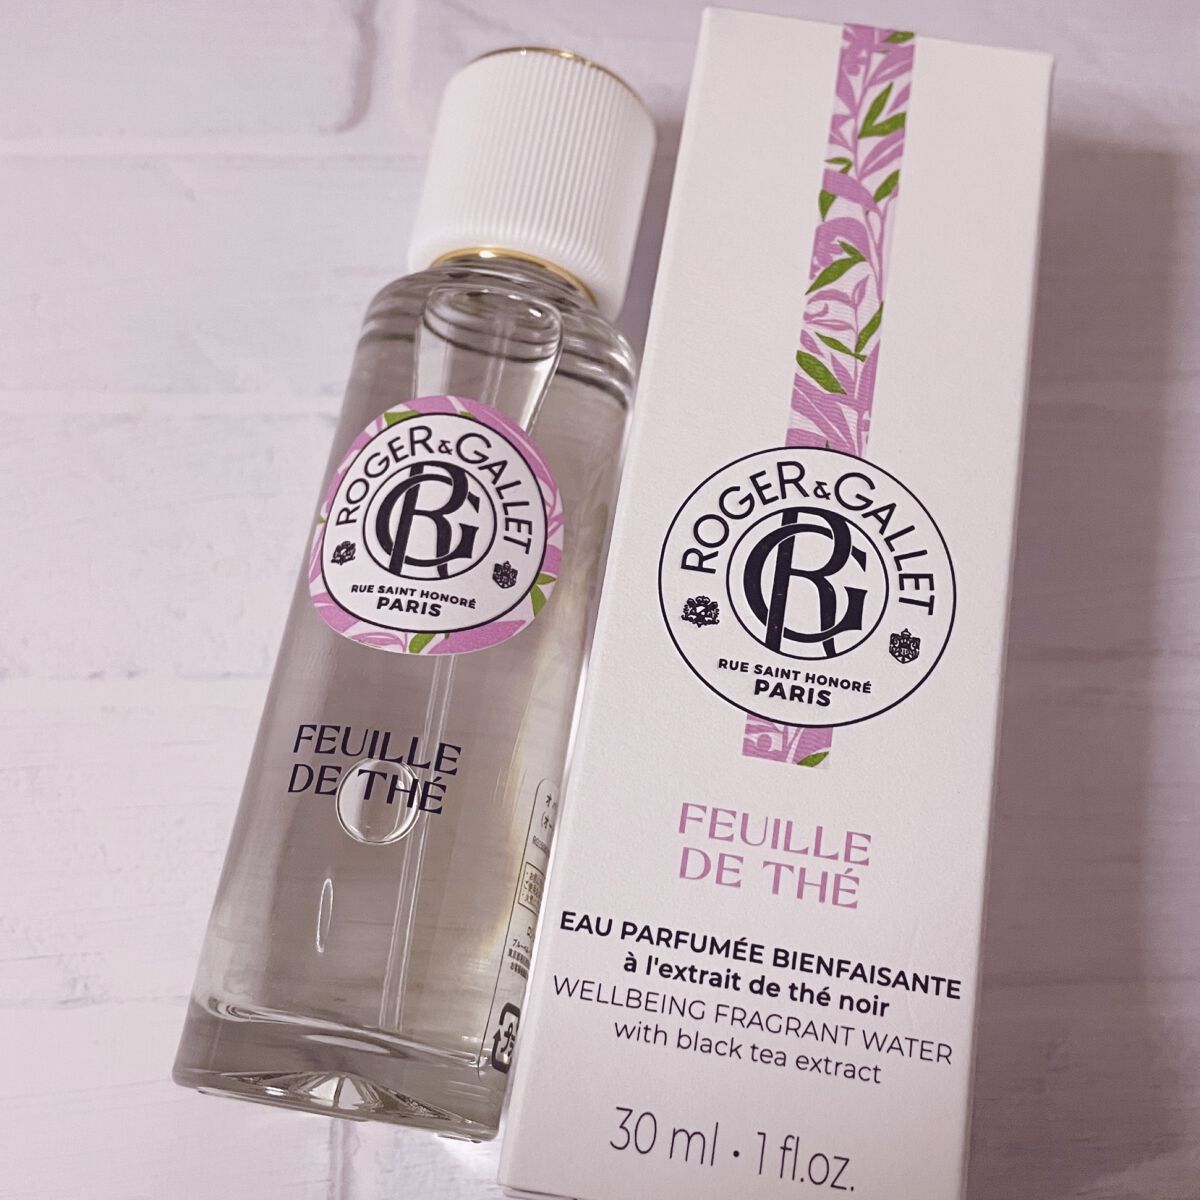 ROGER & GALLET
RG
RUE SAINT HONORÉ
PARIS
FEUILLE
DE THÉ
ROGER & GALLET
RG
RUE SAINT HONORÉ
PARIS
FEUILLE
DE THÉ
EAU PARFUMÉE BIENFAISANTE
à l'extrait de thé noir
WELLBEING FRAGRANT WATER
with black tea extract
30 ml • 1 fl.oz.